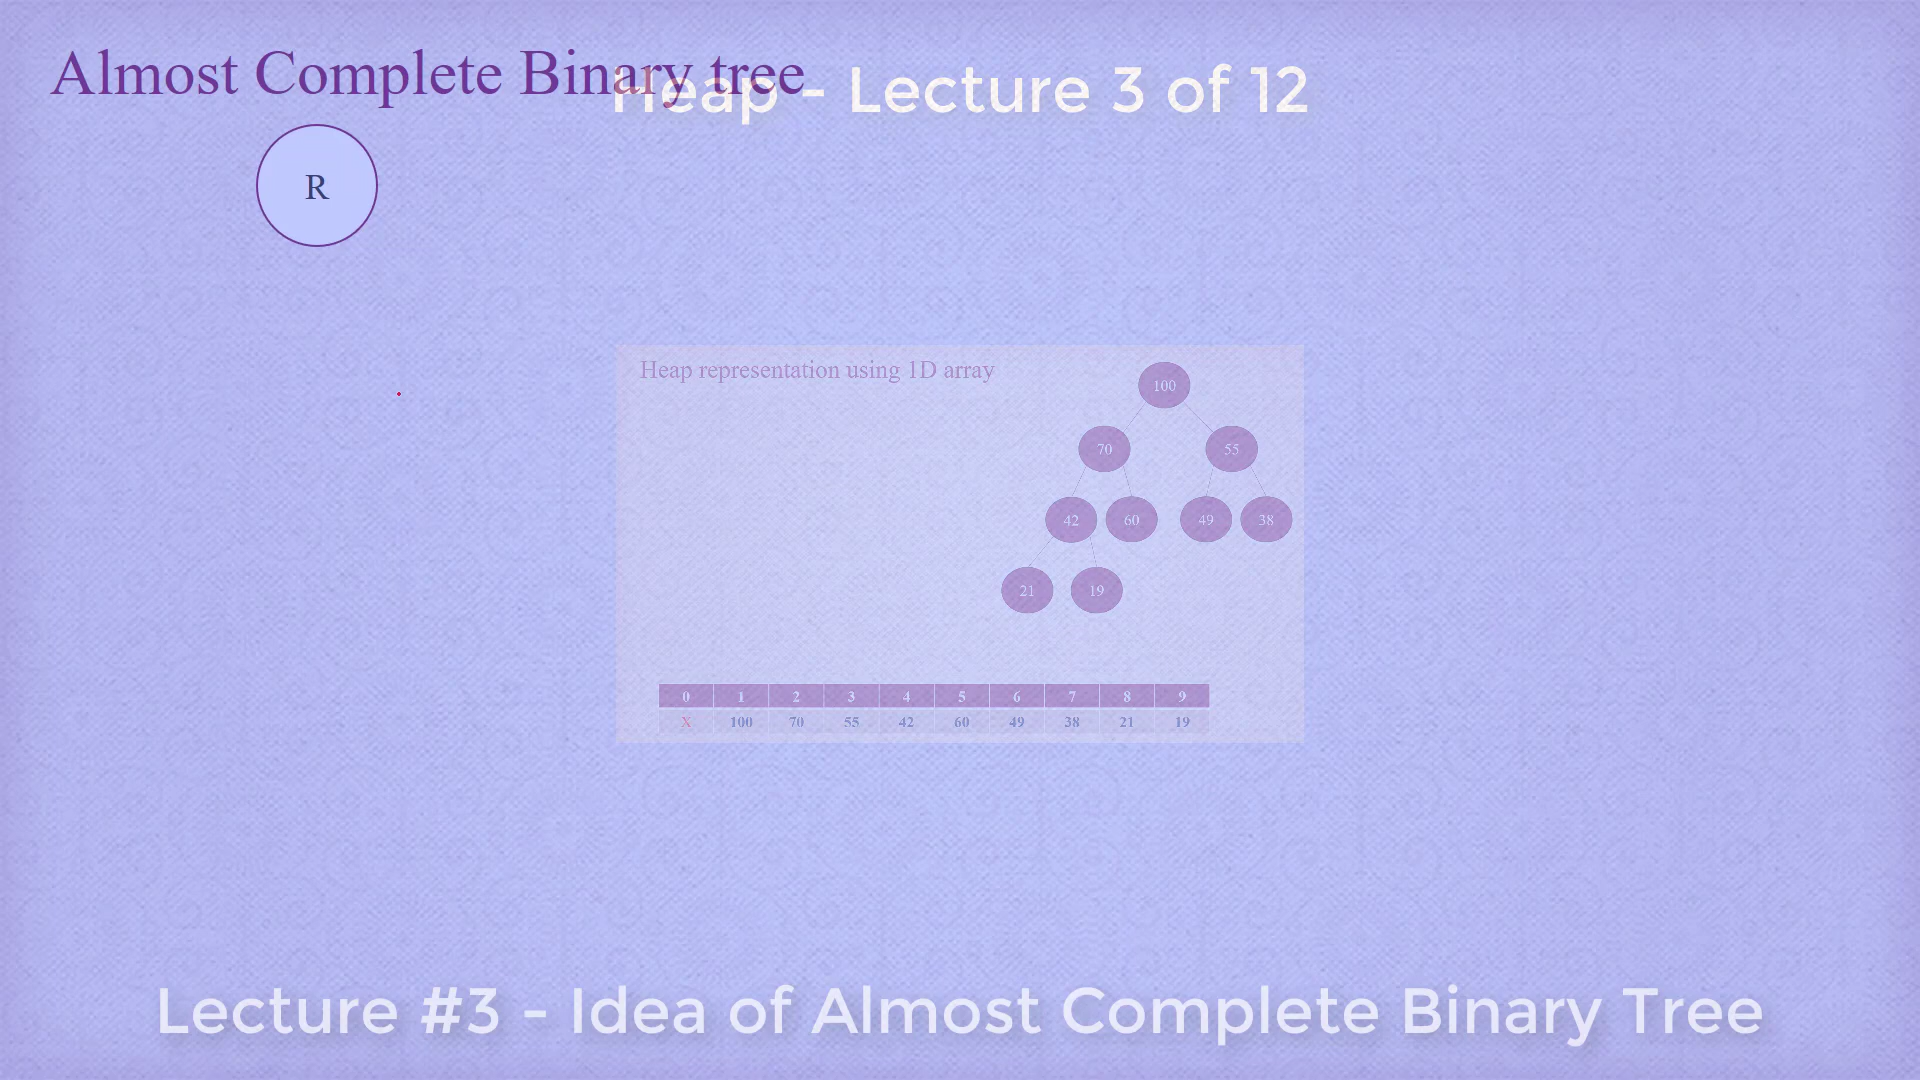 Almost Complete Binary tree
Heap - Lecture 3 of 12
R
Heap representation using 1D array
100
70 55
42 60 49 38
21 19
0 1 2 3 4 5 6 7 8 9
X 100 70 55 42 60 49 38 21 19
Lecture #3 - Idea of Almost Complete Binary Tree